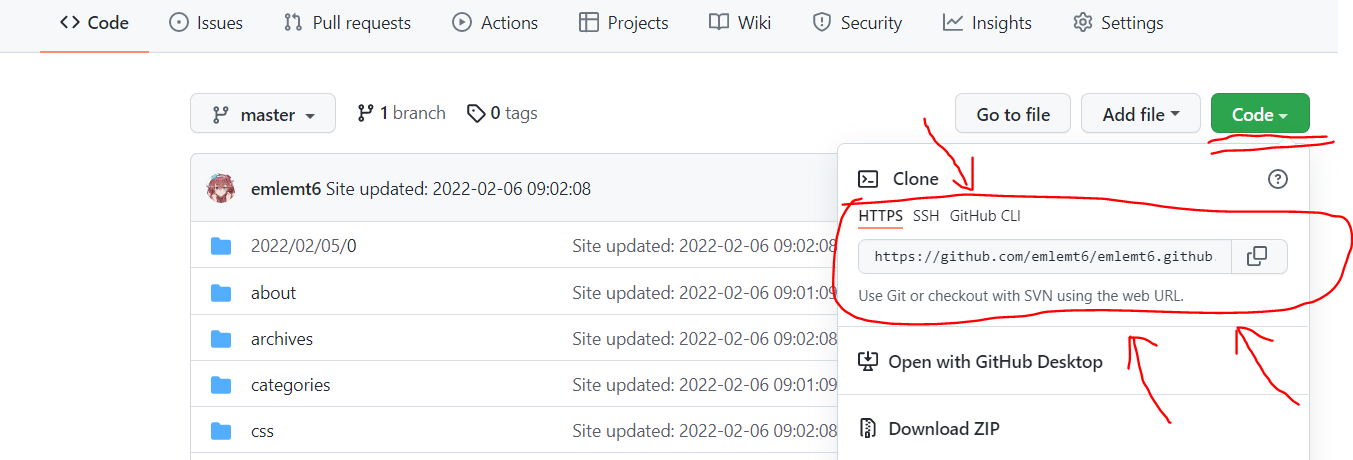 Code Issues Pull requests Actions Projects Wiki Security Insights Settings
master 1 branch 0 tags Go to file Add file Code
emlemt6 Site updated: 2022-02-06 09:02:08
Clone
HTTPS SSH GitHub CLI
2022/02/05/0 Site updated: 2022-02-06 09:02:08
https://github.com/emlemt6/emlemt6.github
about Site updated: 2022-02-06 09:01:09
Use Git or checkout with SVN using the web URL.
archives Site updated: 2022-02-06 09:02:08
Open with GitHub Desktop
categories Site updated: 2022-02-06 09:01:09
css Site updated: 2022-02-06 09:02:08
Download ZIP